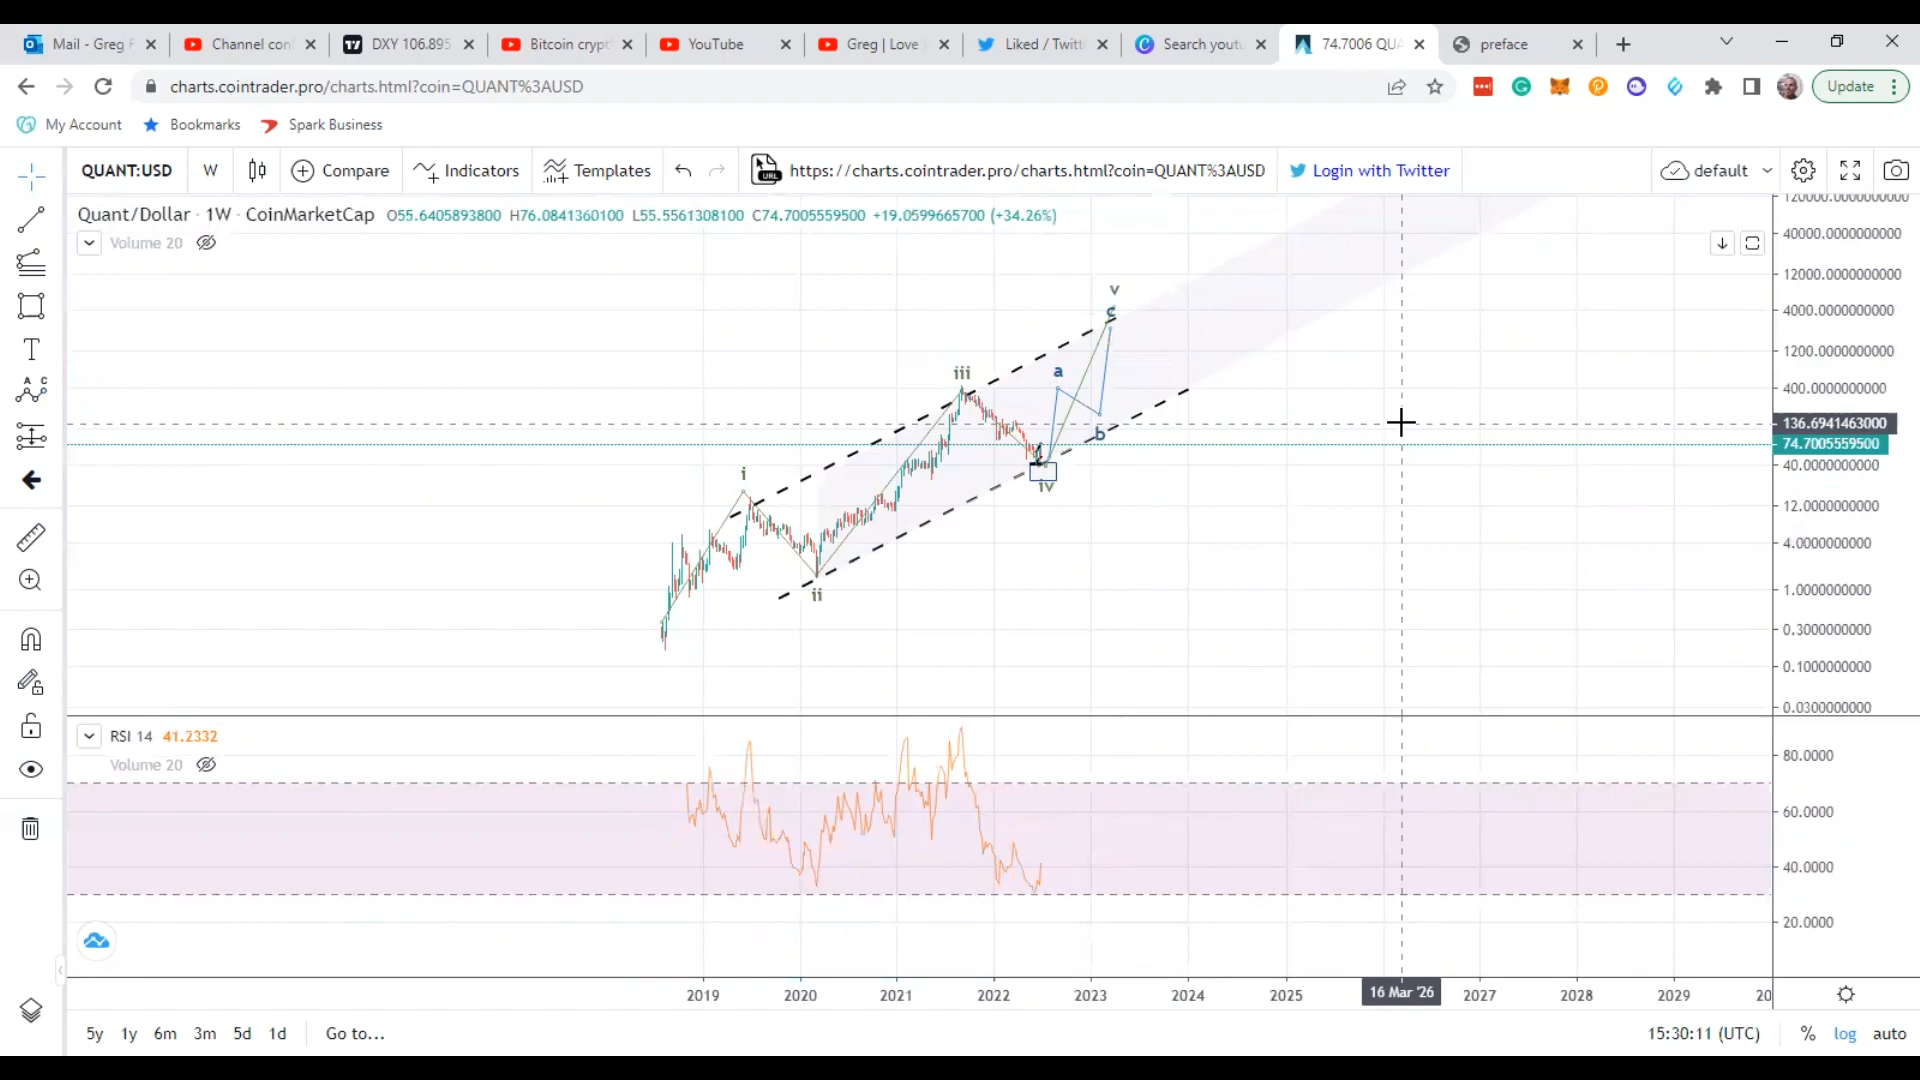 Mail - Greg
Channel con
DXY 106.895
Bitcoin crypt
YouTube
Greg | Love
Liked / Twitt
Search youtu
74.7006 QUA
preface
charts.cointrader.pro/charts.html?coin=QUANT%3AUSD
Update
My Account
Bookmarks
Spark Business
QUANT:USD
W
Compare
Indicators
Templates
URL
https://charts.cointrader.pro/charts.html?coin=QUANT%3AUSD
Login with Twitter
default
Quant/Dollar · 1W · CoinMarketCap O55.6405893800 H76.0841360100 L55.5561308100 C74.7005559500 +19.0599665700 (+34.26%)
Volume 20
120000.0000000000
40000.0000000000
12000.0000000000
4000.0000000000
1200.0000000000
400.0000000000
136.6941463000
74.7005559500
40.0000000000
12.0000000000
4.0000000000
1.0000000000
0.3000000000
0.1000000000
0.0300000000
v
c
iii
a
b
i
iv
ii
RSI 14 41.2332
Volume 20
80.0000
60.0000
40.0000
20.0000
2019
2020
2021
2022
2023
2024
2025
16 Mar '26
2027
2028
2029
20
5y
1y
6m
3m
5d
1d
Go to...
15:30:11 (UTC)
%
log
auto